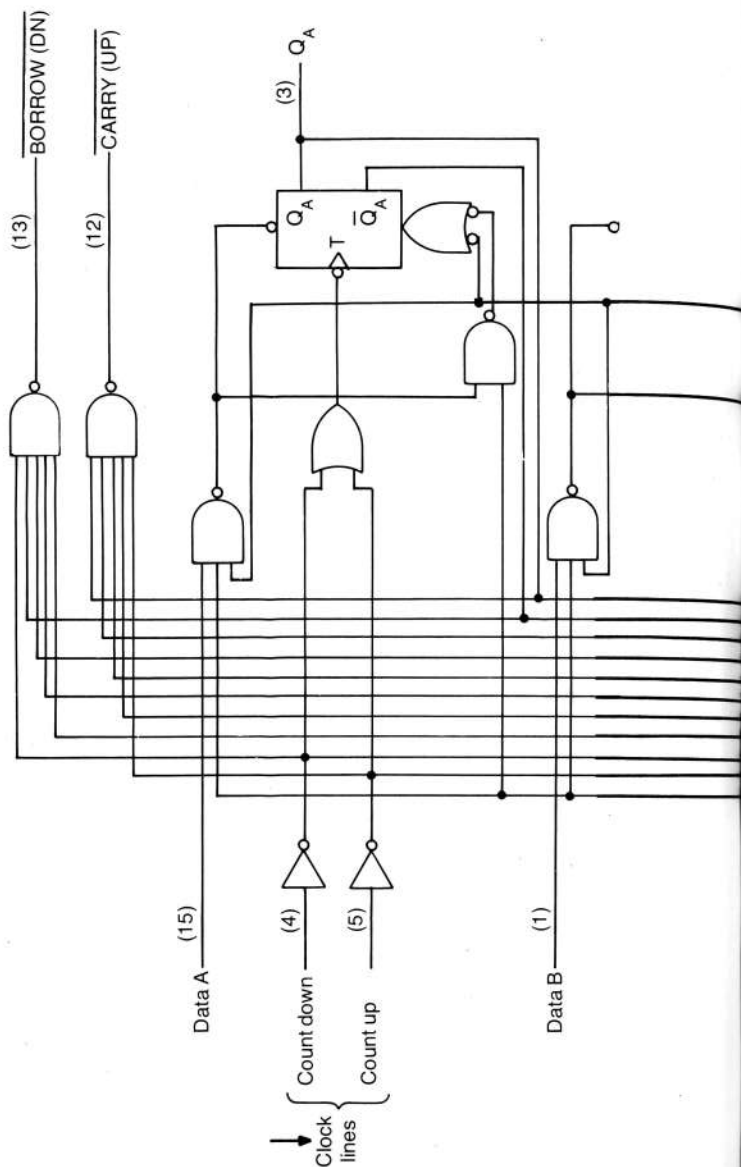 (13) BORROW (DN)
(12) CARRY (UP)
(15)
Data A
(4)
Count down
(5)
Count up
Clock
lines
(1)
Data B
Q_A
Q̅_A
T
(3) Q_A